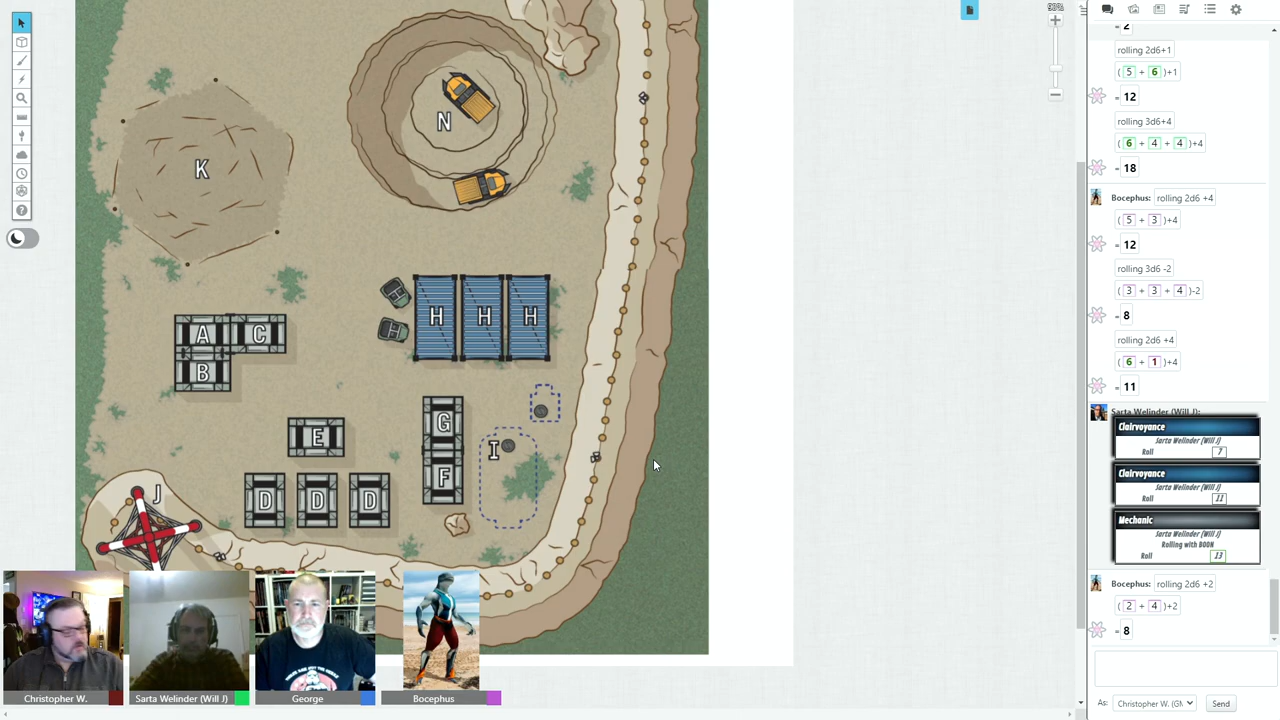 90%
N
K
A
C
B
H
H
H
E
G
I
F
D
D
D
J
2
rolling 2d6+1
( 5 + 6 )+1
= 12
rolling 3d6+4
( 6 + 4 + 4 )+4
= 18
Bocephus: rolling 2d6 +4
( 5 + 3 )+4
= 12
rolling 3d6 -2
( 3 + 3 + 4 )-2
= 8
rolling 2d6 +4
( 6 + 1 )+4
= 11
Sarta Welinder (Will J):
Clairvoyance
Sarta Welinder (Will J)
Roll 7
Clairvoyance
Sarta Welinder (Will J)
Roll 11
Mechanic
Sarta Welinder (Will J)
Rolling with BOON
Roll 13
Bocephus: rolling 2d6 +2
( 2 + 4 )+2
= 8
As: Christopher W. (GM
Send
Christopher W.
Sarta Welinder (Will J)
George
Bocephus